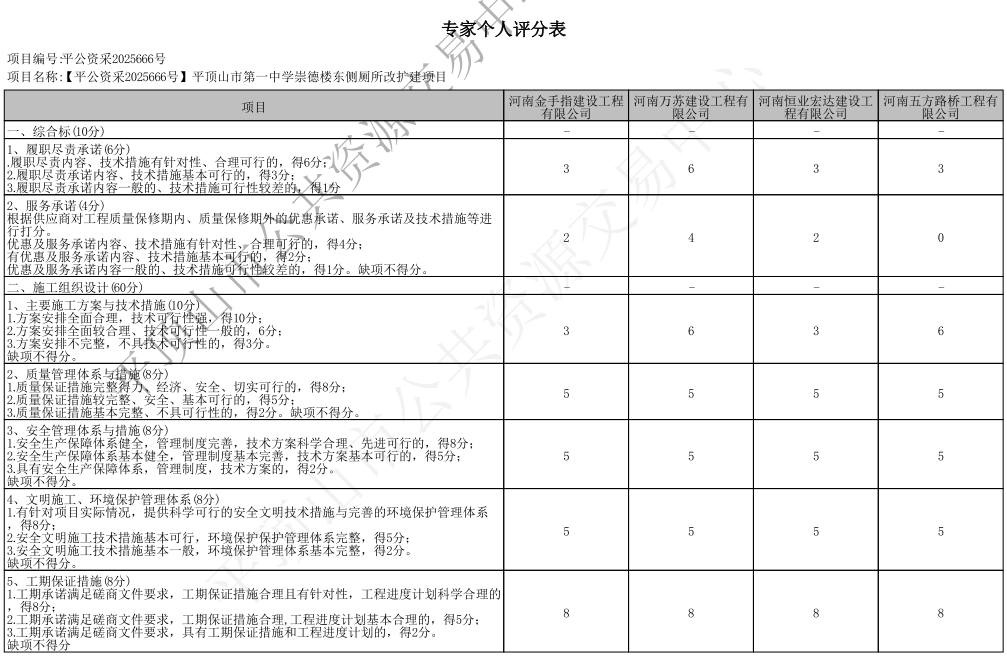 专家个人评分表
项目编号:平公资采2025666号
项目名称:【平公资采2025666号】平顶山市第一中学崇德楼东侧厕所改扩建项目
项目
河南金手指建设工程有限公司
河南万苏建设工程有限公司
河南恒业宏达建设工程有限公司
河南五方路桥工程有限公司
一、综合标(10分) - - - -
1、履职尽责承诺(6分)
.履职尽责内容、技术措施有针对性、合理可行的, 得6分;
2.履职尽责承诺内容、技术措施基本可行的, 得3分;
3.履职尽责承诺内容一般的、技术措施可行性较差的, 得1分
3 6 3 3
2、服务承诺(4分)
根据供应商对工程质量保修期内、质量保修期外的优惠承诺、服务承诺及技术措施等进
行打分。
优惠及服务承诺内容、技术措施有针对性、合理可行的, 得4分;
有优惠及服务承诺内容、技术措施基本可行的, 得2分;
优惠及服务承诺内容一般的、技术措施可行性较差的, 得1分。缺项不得分。
2 4 2 0
二、施工组织设计(60分) - - - -
1、主要施工方案与技术措施(10分)
1.方案安排全面合理, 技术可行性强, 得10分;
2.方案安排全面较合理、技术可行性一般的, 6分;
3.方案安排不完整, 不具技术可行性的, 得3分。
缺项不得分。
3 6 3 6
2、质量管理体系与措施(8分)
1.质量保证措施完整得力、经济、安全、切实可行的, 得8分;
2.质量保证措施较完整、安全、基本可行的, 得5分;
3.质量保证措施基本完整、不具可行性的, 得2分。缺项不得分。
5 5 5 5
3、安全管理体系与措施(8分)
1.安全生产保障体系健全, 管理制度完善, 技术方案科学合理、先进可行的, 得8分;
2.安全生产保障体系基本健全, 管理制度基本完善, 技术方案基本可行的, 得5分;
3.具有安全生产保障体系, 管理制度, 技术方案的, 得2分。
缺项不得分。
5 5 5 5
4、文明施工、环境保护管理体系(8分)
1.有针对项目实际情况, 提供科学可行的安全文明技术措施与完善的环境保护管理体系
, 得8分;
2.安全文明施工技术措施基本可行, 环境保护保护管理体系完整, 得5分;
3.安全文明施工技术措施基本一般, 环境保护管理体系基本完整, 得2分。
缺项不得分。
5 5 5 5
5、工期保证措施(8分)
1.工期承诺满足磋商文件要求, 工期保证措施合理且有针对性, 工程进度计划科学合理的
, 得8分;
2.工期承诺满足磋商文件要求, 工期保证措施合理,工程进度计划基本合理的, 得5分;
3.工期承诺满足磋商文件要求, 具有工期保证措施和工程进度计划的, 得2分。
缺项不得分
8 8 8 8
平顶山市公共资源交易中
平顶山市公共资源交易中心